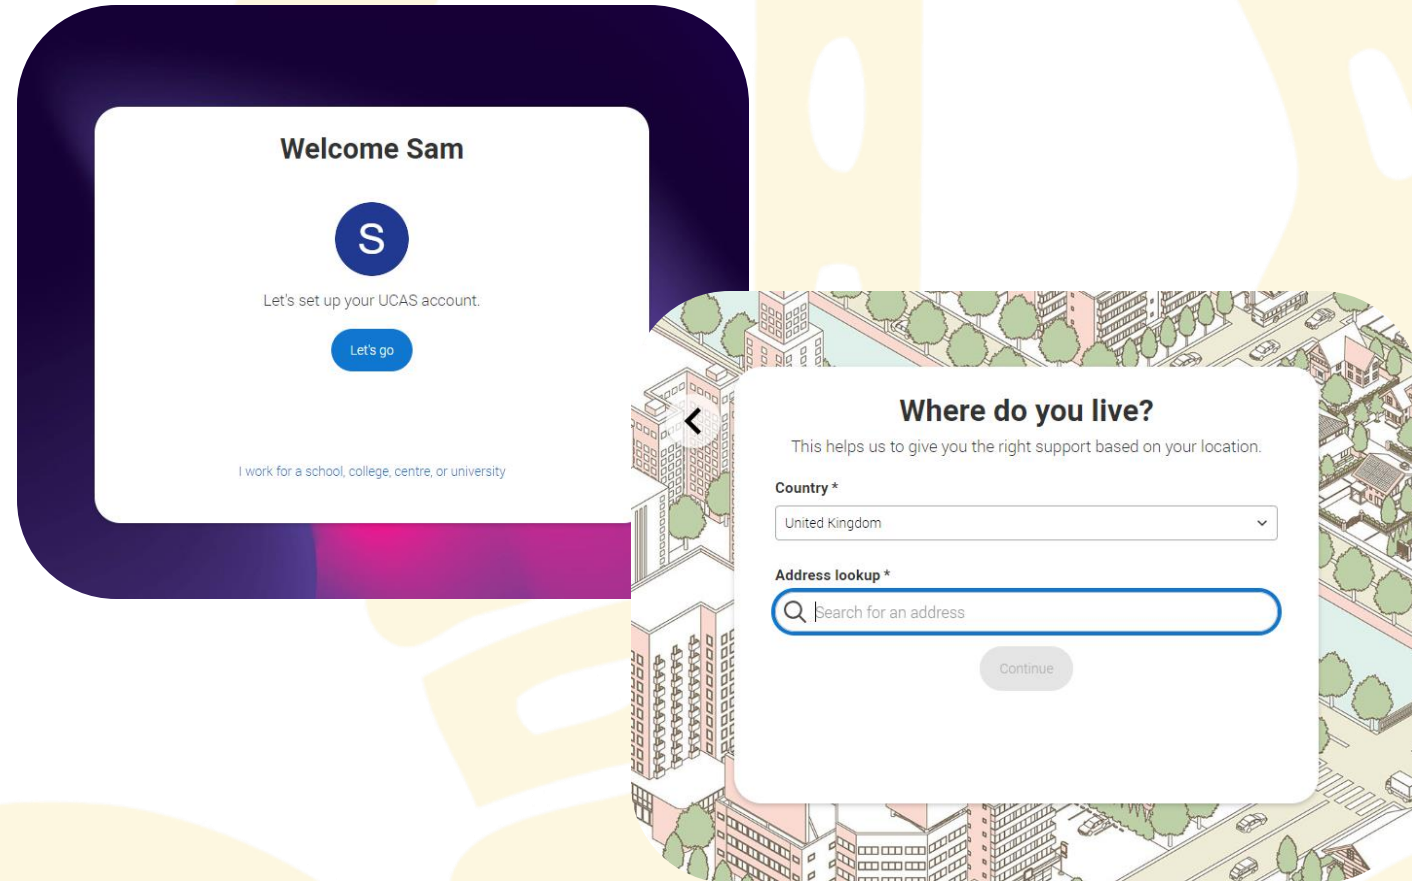 Welcome Sam
S
Let's set up your UCAS account.
Let's go
I work for a school, college, centre, or university
Where do you live?
This helps us to give you the right support based on your location.
Country *
United Kingdom
Address lookup *
Search for an address
Continue